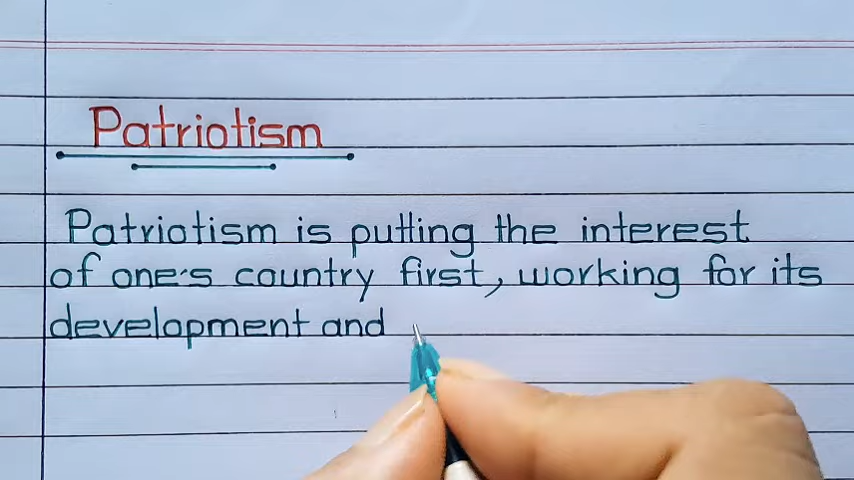 Patriotism
Patriotism is putting the interest
of one's country first, working for its
development and